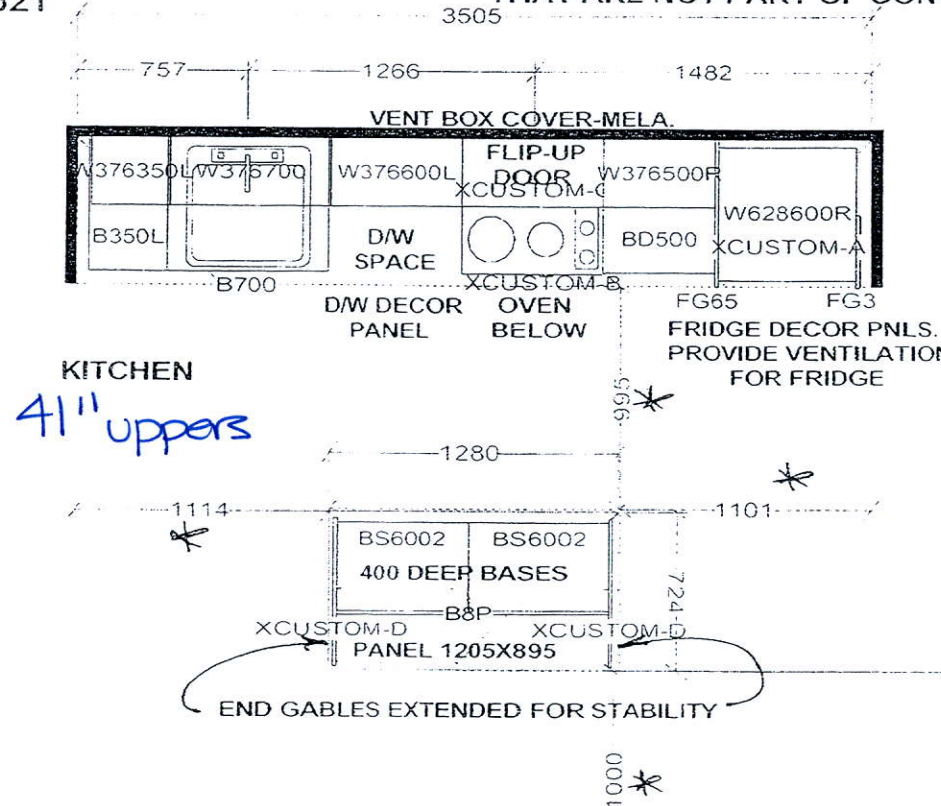 3505
757 1266 1482
VENT BOX COVER-MELA.
W376350L W376700 W376600L FLIP-UP DOOR W376500R
XCUSTOM-C
W628600R
B350L D/W SPACE BD500 XCUSTOM-A
B700 XCUSTOM-B
D/W DECOR PANEL OVEN BELOW FG65 FG3
FRIDGE DECOR PNLS.
PROVIDE VENTILATION
FOR FRIDGE
KITCHEN
41" uppers
995
1280
1114 1101
BS6002 BS6002
400 DEEP BASES
724
B8P
XCUSTOM-D XCUSTOM-D
PANEL 1205X895
END GABLES EXTENDED FOR STABILITY
1000